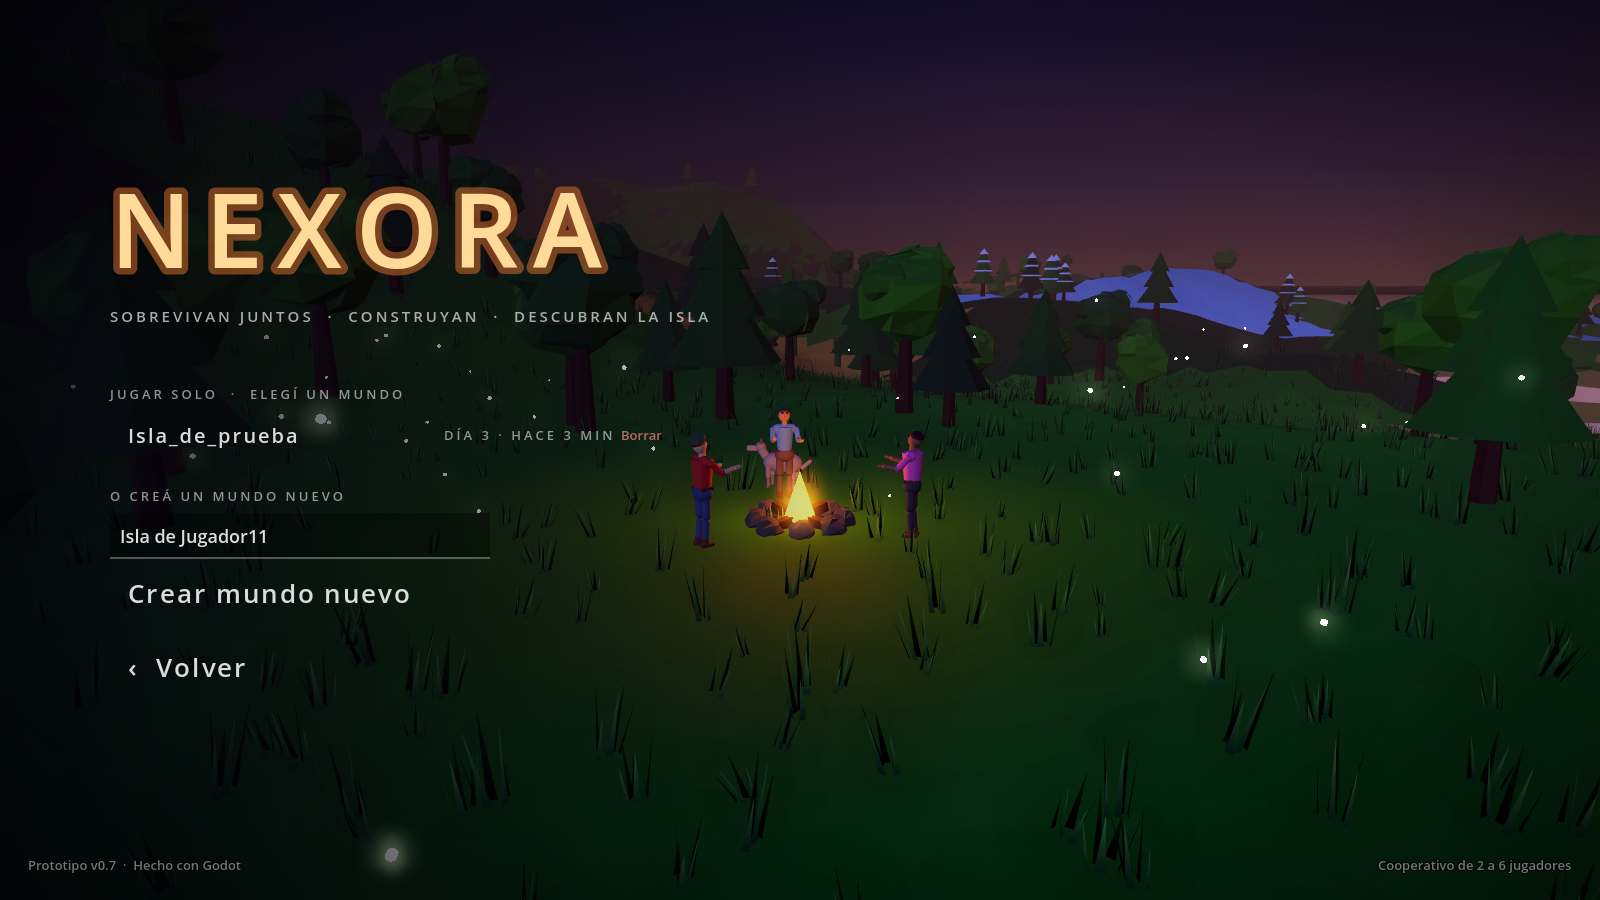 NEXORA
SOBREVIVAN JUNTOS · CONSTRUYAN · DESCUBRAN LA ISLA
JUGAR SOLO · ELEGÍ UN MUNDO
Isla_de_prueba DÍA 3 · HACE 3 MIN Borrar
O CREÁ UN MUNDO NUEVO
Isla de Jugador11
Crear mundo nuevo
‹ Volver
Prototipo v0.7 · Hecho con Godot
Cooperativo de 2 a 6 jugadores